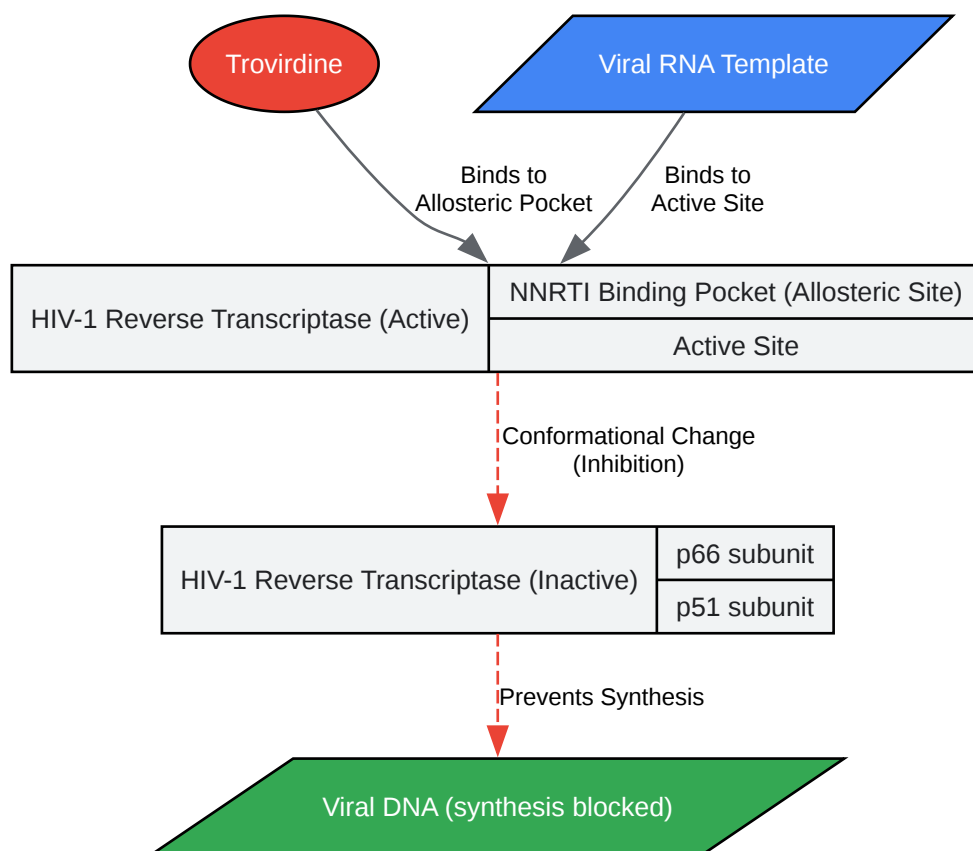 Trovirdine
Viral RNA Template
Binds to
Allosteric Pocket
Binds to
Active Site
HIV-1 Reverse Transcriptase (Active)
NNRTI Binding Pocket (Allosteric Site)
Active Site
Conformational Change
(Inhibition)
HIV-1 Reverse Transcriptase (Inactive)
p66 subunit
p51 subunit
Prevents Synthesis
Viral DNA (synthesis blocked)